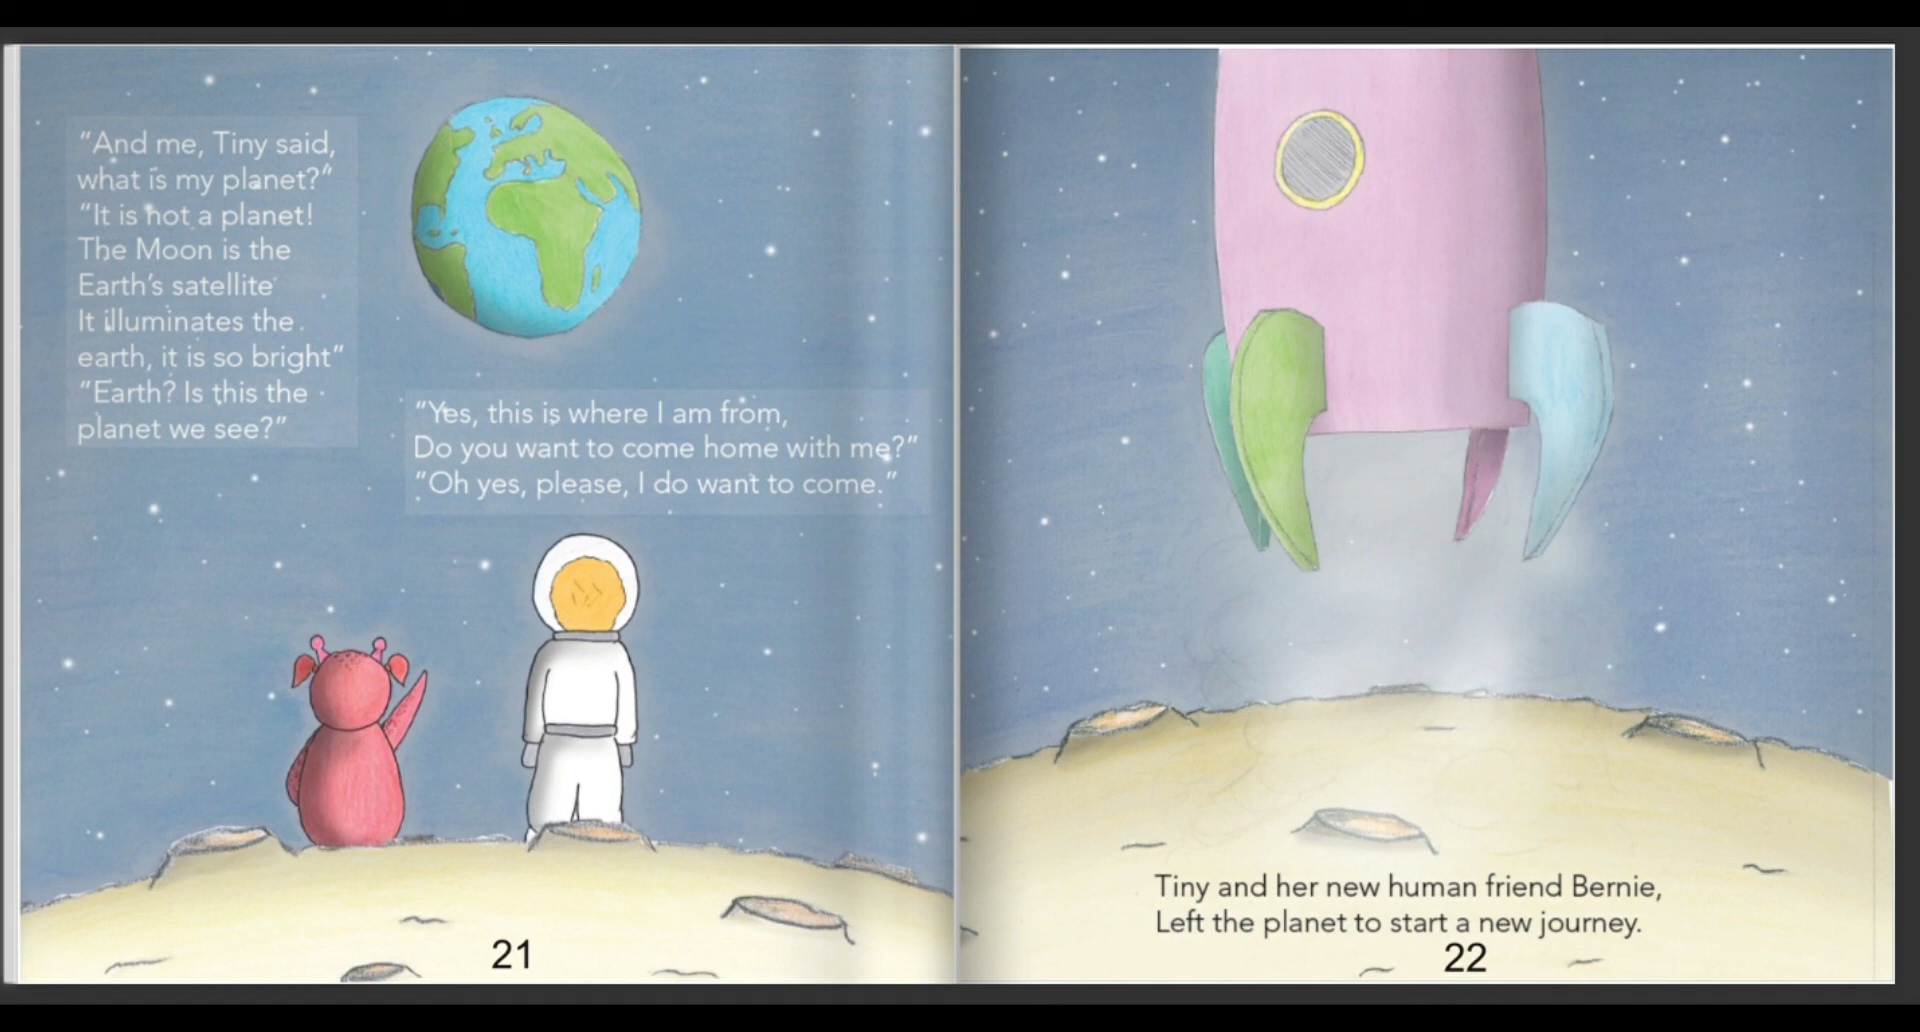 “And me, Tiny said,
what is my planet?”
“It is not a planet!
The Moon is the
Earth’s satellite
It illuminates the
earth, it is so bright”
“Earth? Is this the
planet we see?”
“Yes, this is where I am from,
Do you want to come home with me?”
“Oh yes, please, I do want to come.”
21
Tiny and her new human friend Bernie,
Left the planet to start a new journey.
22